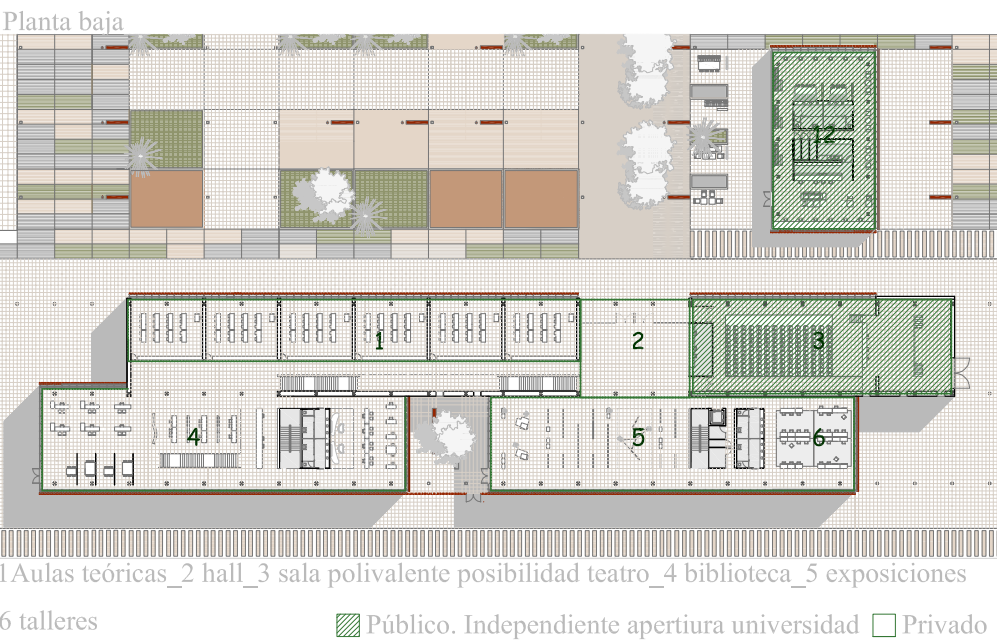 Planta baja
12
1
2
3
4
5
6
1Aulas teóricas_2 hall_3 sala polivalente posibilidad teatro_4 biblioteca_5 exposiciones
6 talleres
Público. Independiente apertiura universidad
Privado